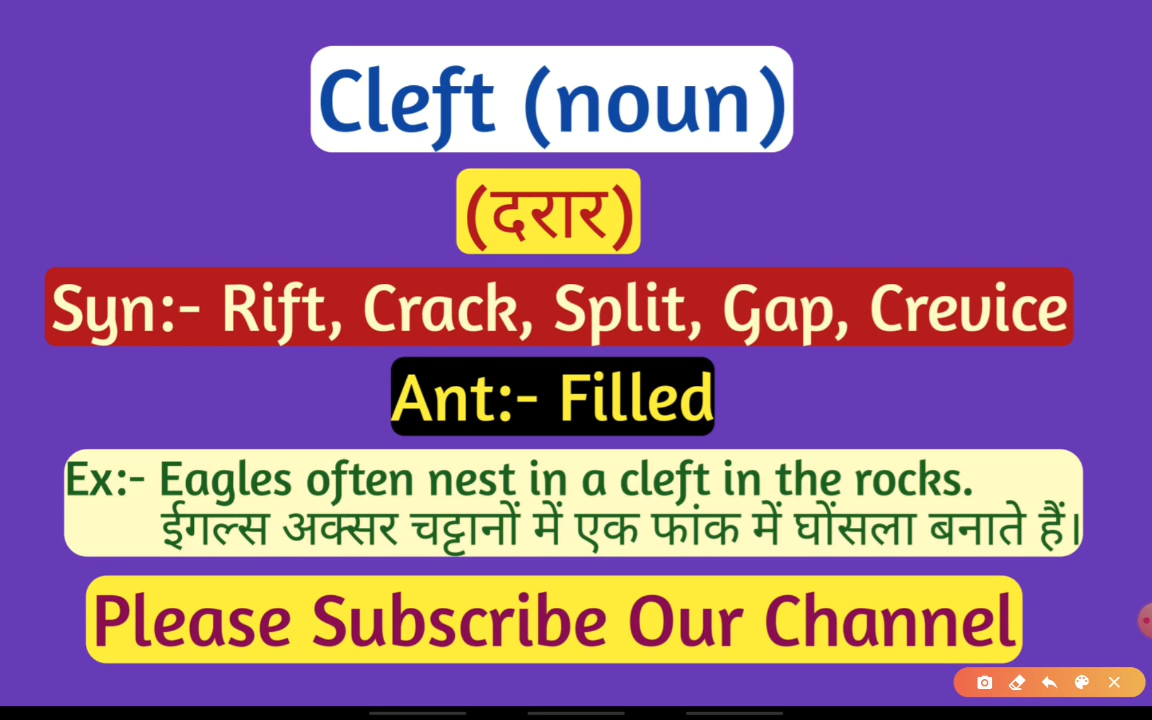 Cleft (noun)
(दरार)
Syn:- Rift, Crack, Split, Gap, Crevice
Ant:- Filled
Ex:- Eagles often nest in a cleft in the rocks.
ईगल्स अक्सर चट्टानों में एक फांक में घोंसला बनाते हैं।
Please Subscribe Our Channel